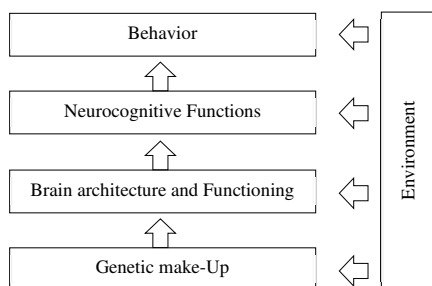 Behavior
Neurocognitive Functions
Brain architecture and Functioning
Genetic make-Up
Environment